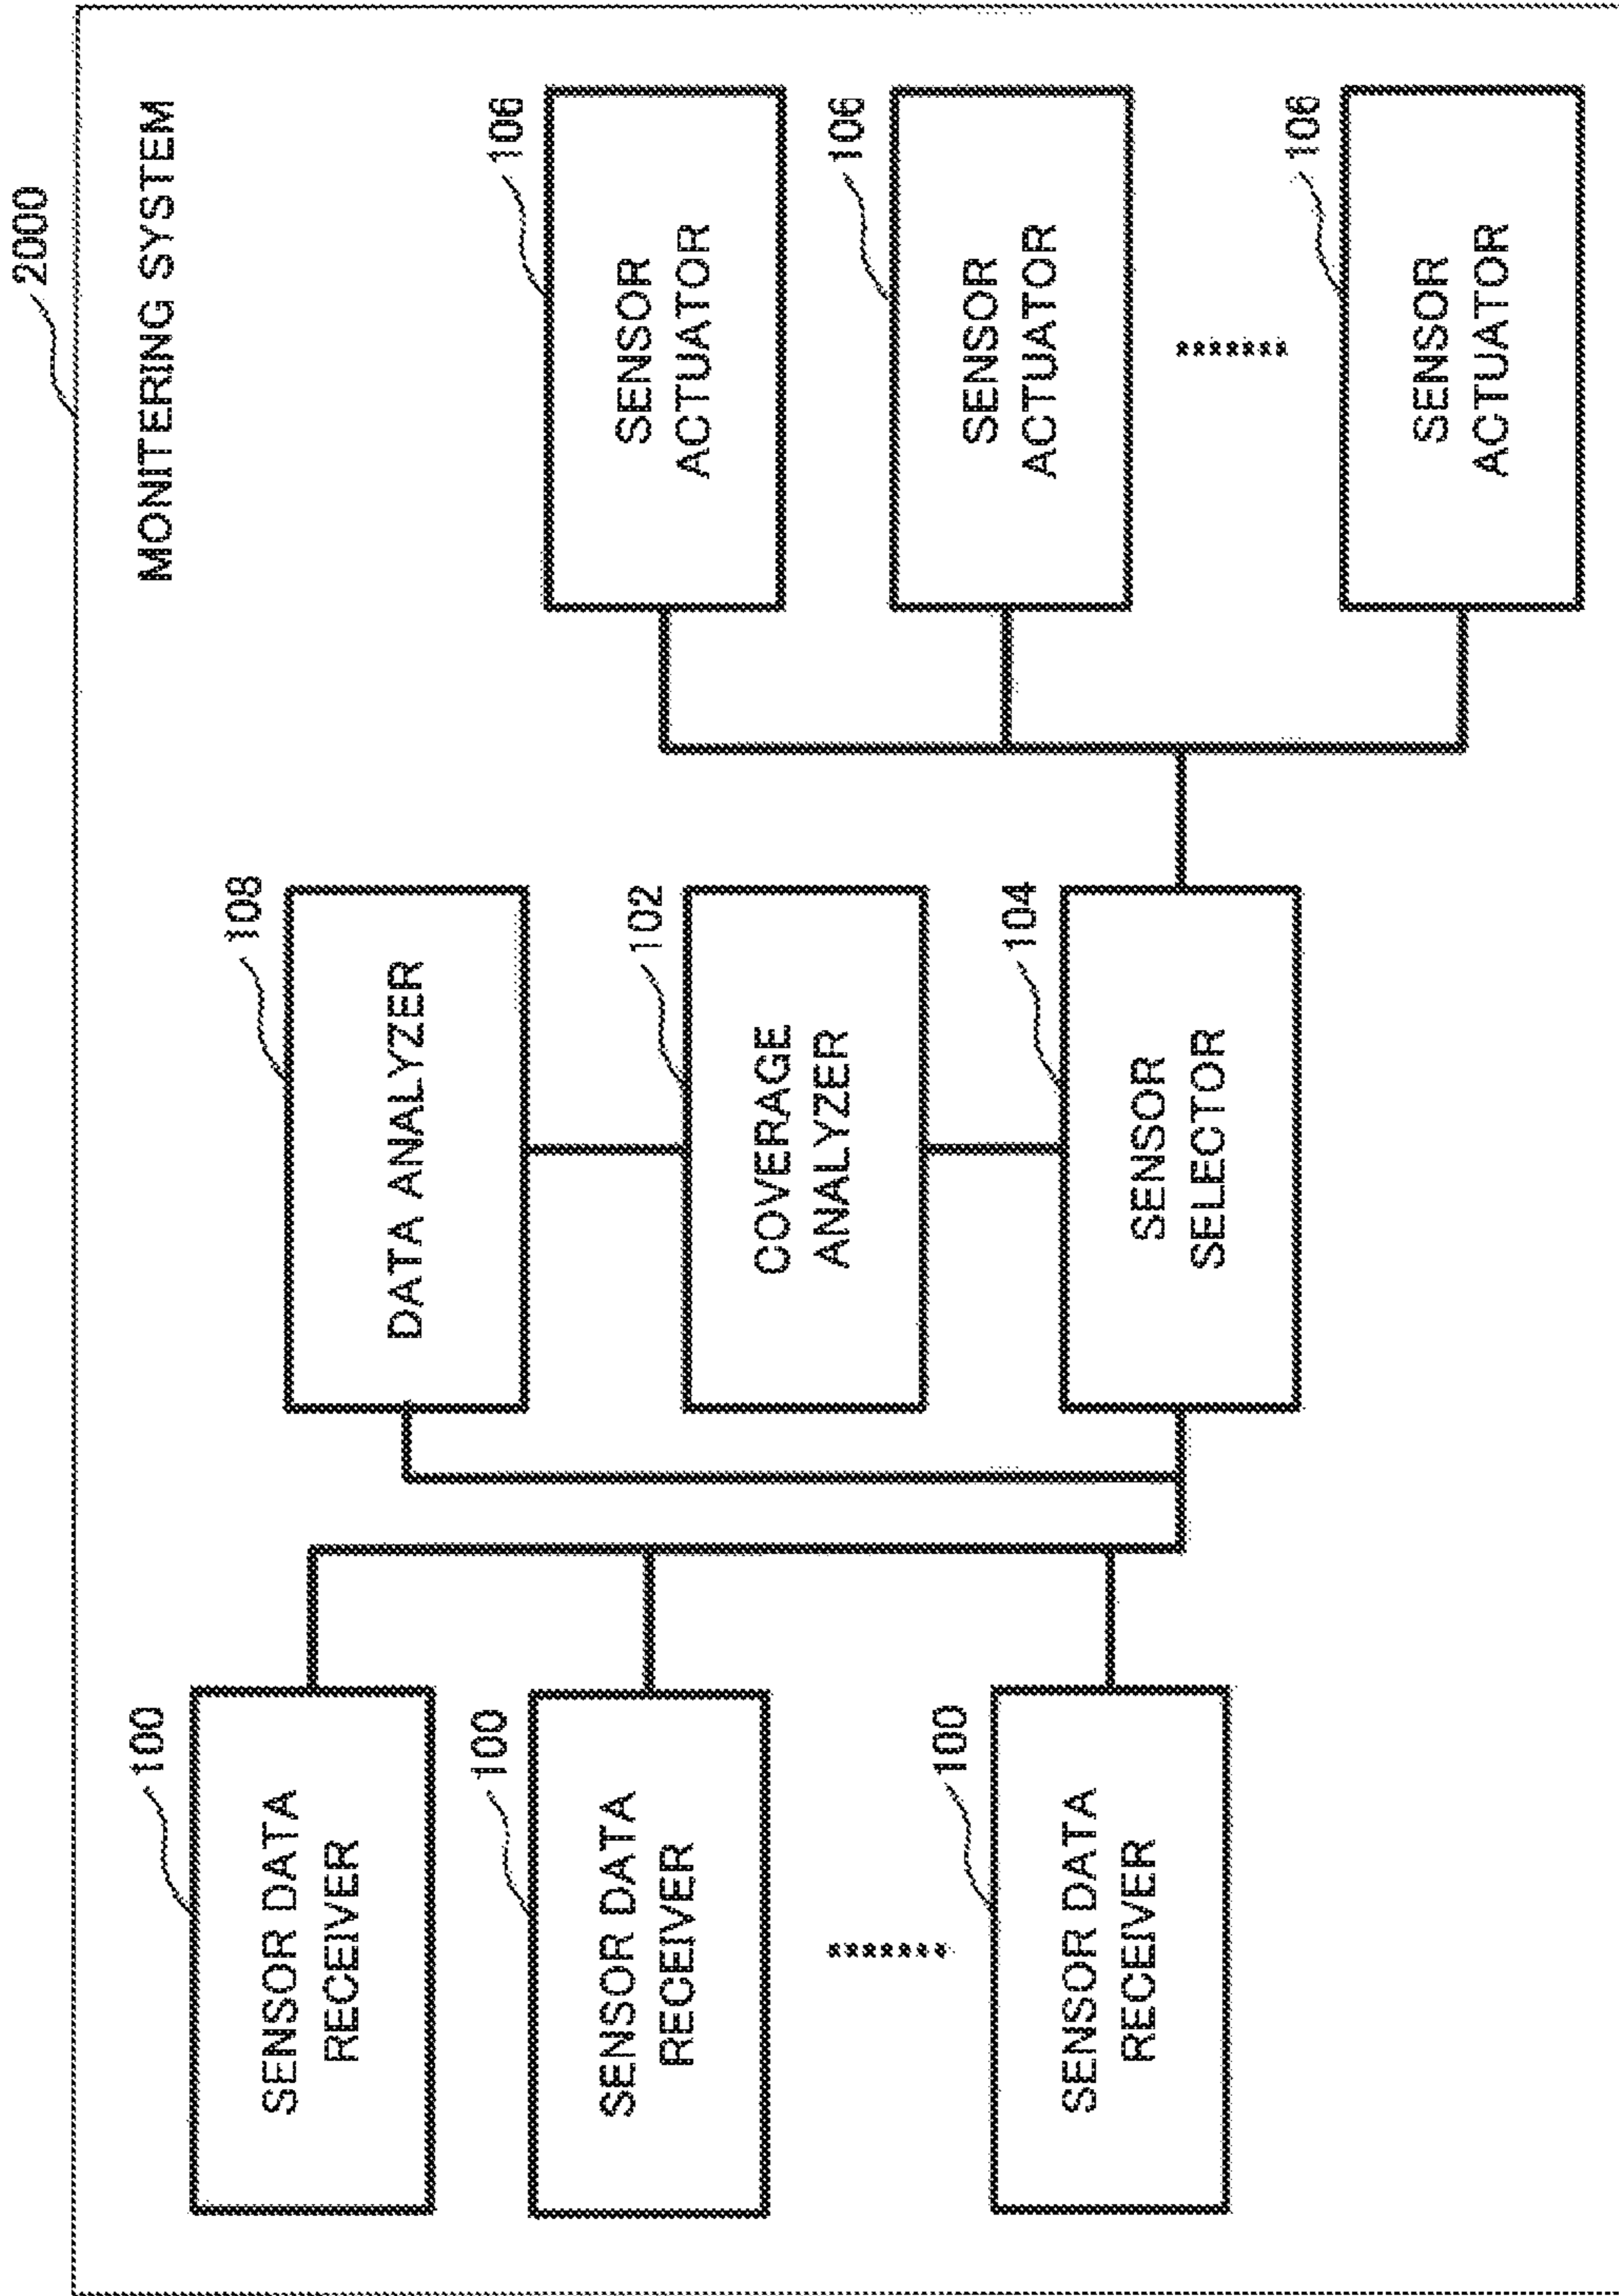 2000
MONITERING SYSTEM
100
SENSOR DATA
RECEIVER
100
SENSOR DATA
RECEIVER
100
SENSOR DATA
RECEIVER
108
DATA ANALYZER
102
COVERAGE
ANALYZER
104
SENSOR
SELECTOR
106
SENSOR
ACTUATOR
106
SENSOR
ACTUATOR
106
SENSOR
ACTUATOR